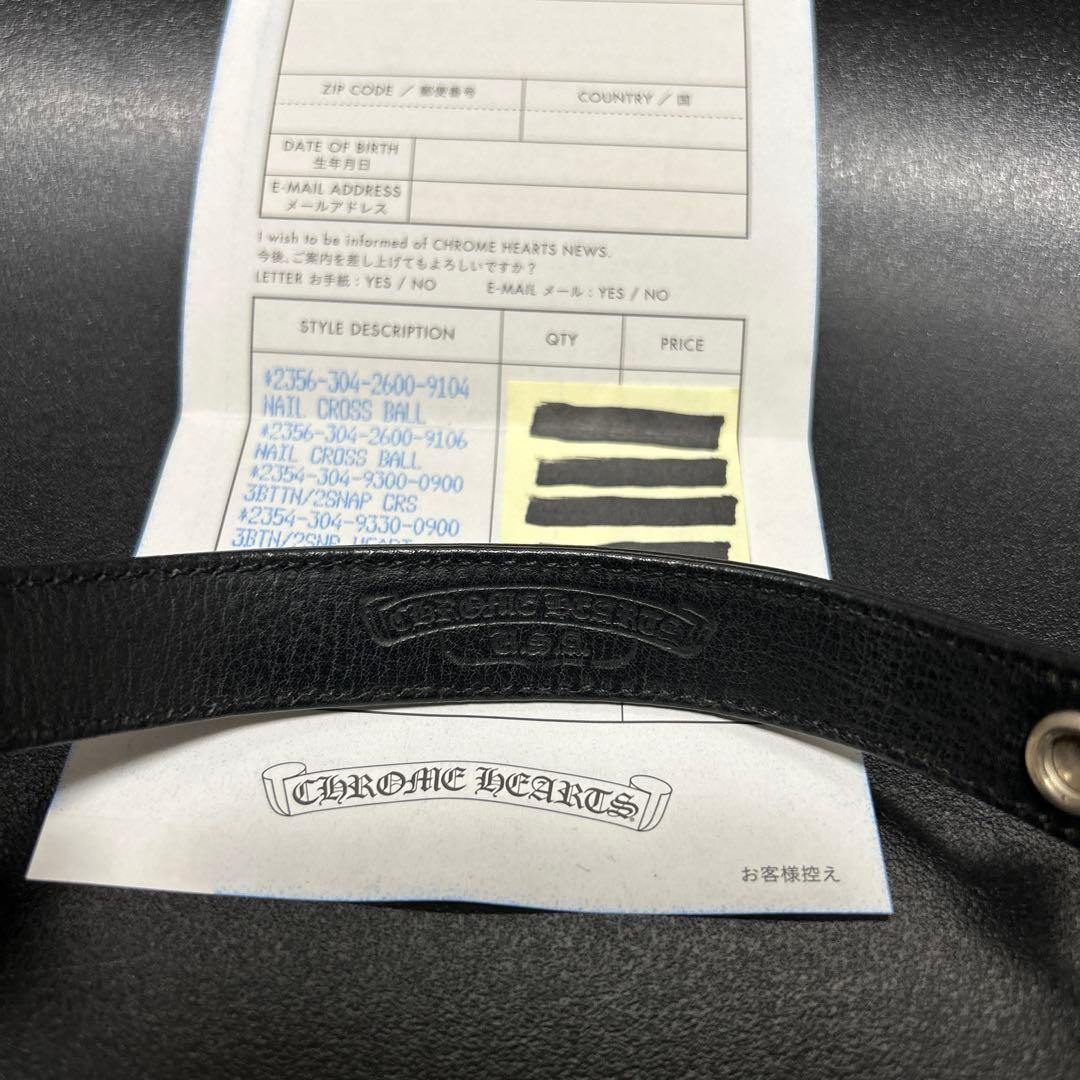 ZIP CODE / 郵便番号
COUNTRY / 国
DATE OF BIRTH
生年月日
E-MAIL ADDRESS
メールアドレス
I wish to be informed of CHROME HEARTS NEWS.
今後、ご案内を差し上げてもよろしいですか？
LETTER お手紙 : YES / NO E-MAIL メール : YES / NO
STYLE DESCRIPTION QTY PRICE
*2356-304-2600-9104
NAIL CROSS BALL
*2356-304-2600-9106
NAIL CROSS BALL
*2354-304-9300-0900
3BTTN/2SNAP CRS
*2354-304-9330-0900
3BTN/2SNP HEART
CHROME HEARTS
U.S.A.
CHROME HEARTS
お客様控え